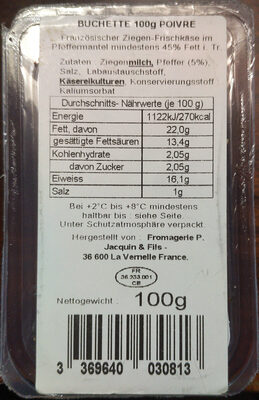 BUCHETTE 100g POIVRE
Französischer Ziegen-Frischkäse im
Pfeffermantel mindestens 45% Fett i. Tr.
Zutaten : Ziegenmilch, Pfeffer (5%),
Salz, Labaustauschstoff,
Käsereikulturen, Konservierungsstoff
Kaliumsorbat
Durchschnitts- Nährwerte (je 100 g)
Energie 1122kJ/270kcal
Fett, davon 22,0g
gesättigte Fettsäuren 13,4g
Kohlenhydrate 2,05g
davon Zucker 2,05g
Eiweiss 16,1g
Salz 1g
Bei +2°C bis +8°C mindestens
haltbar bis : siehe Seite.
Unter Schutzatmosphäre verpackt.
Hergestellt von : Fromagerie P.
Jacquin & Fils -
36 600 La Vernelle France.
FR
36.233.001
CE
Nettogewicht : 100g
3 369640 030813